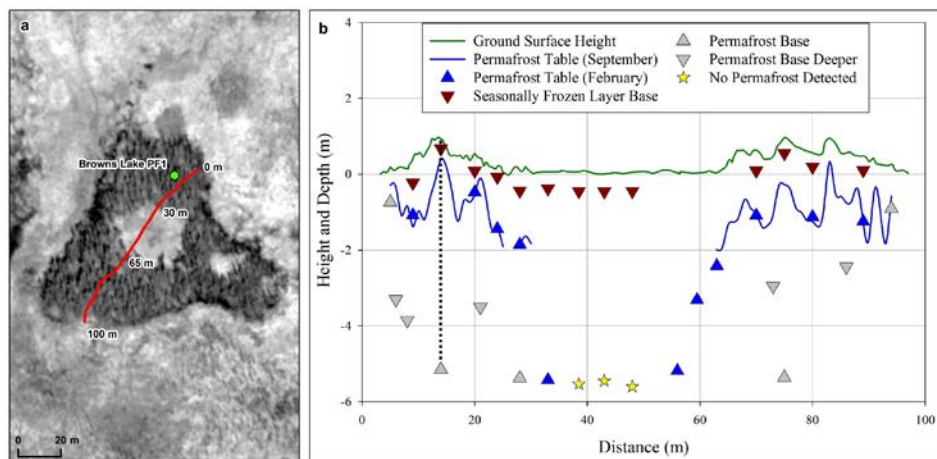 a
Browns Lake PF1
0 m
30 m
65 m
100 m
0 20 m
b
Ground Surface Height
Permafrost Table (September)
Permafrost Table (February)
Seasonally Frozen Layer Base
Permafrost Base
Permafrost Base Deeper
No Permafrost Detected
Height and Depth (m)
4
2
0
-2
-4
-6
0 20 40 60 80 100
Distance (m)